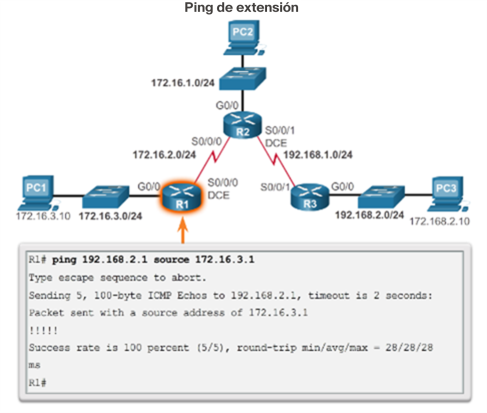 Ping de extensión
PC2
172.16.1.0/24
G0/0
R2
S0/0/0
S0/0/1
DCE
172.16.2.0/24
192.168.1.0/24
PC1
G0/0
S0/0/0
DCE
R1
S0/0/1
G0/0
R3
PC3
172.16.3.10
172.16.3.0/24
192.168.2.0/24
172.168.2.10
R1# ping 192.168.2.1 source 172.16.3.1
Type escape sequence to abort.
Sending 5, 100-byte ICMP Echos to 192.168.2.1, timeout is 2 seconds:
Packet sent with a source address of 172.16.3.1
!!!!!
Success rate is 100 percent (5/5), round-trip min/avg/max = 28/28/28
ms
R1#